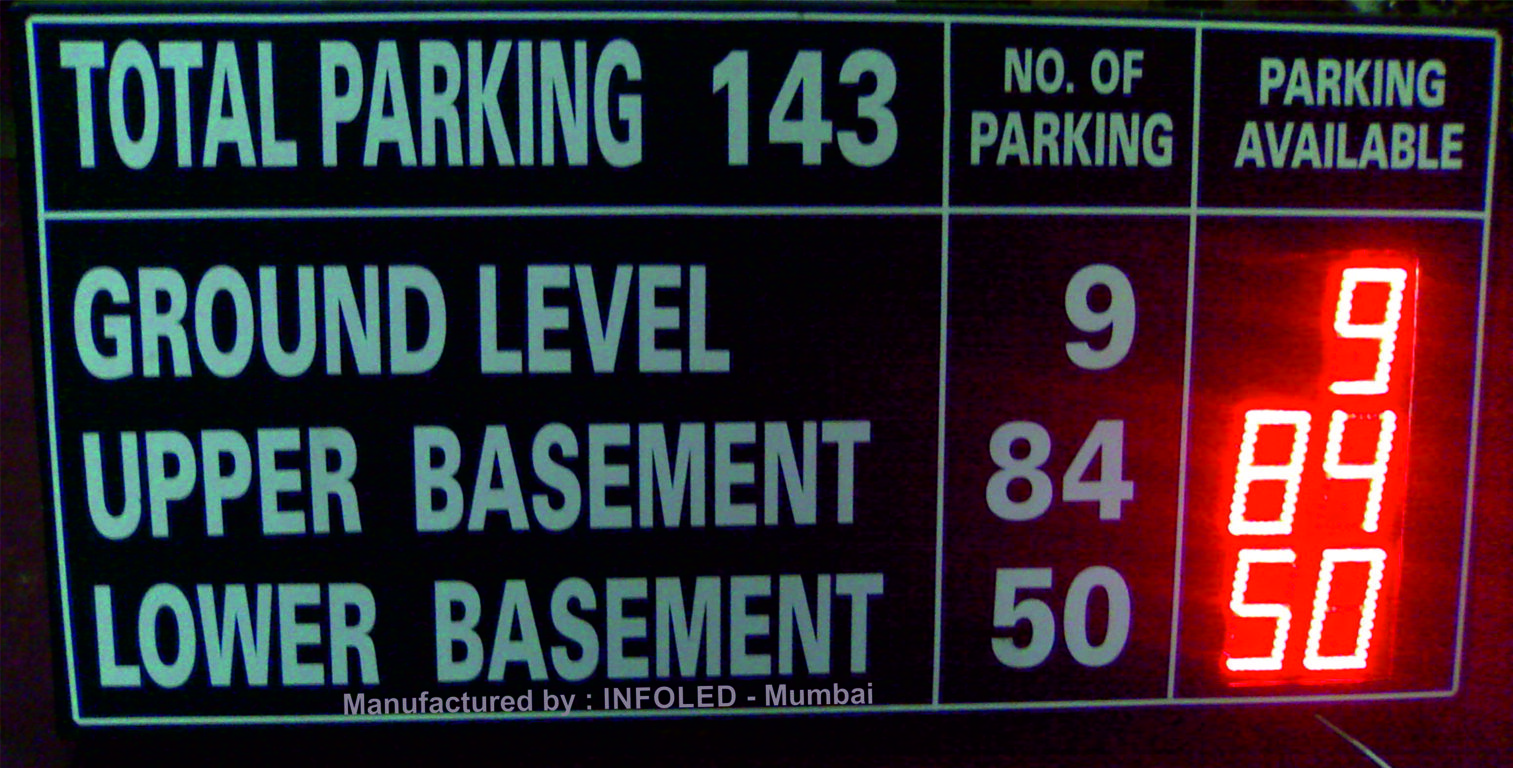 TOTAL PARKING 143
NO. OF
PARKING
PARKING
AVAILABLE
GROUND LEVEL 9 9
UPPER BASEMENT 84 84
LOWER BASEMENT 50 50
Manufactured by : INFOLED - Mumbai